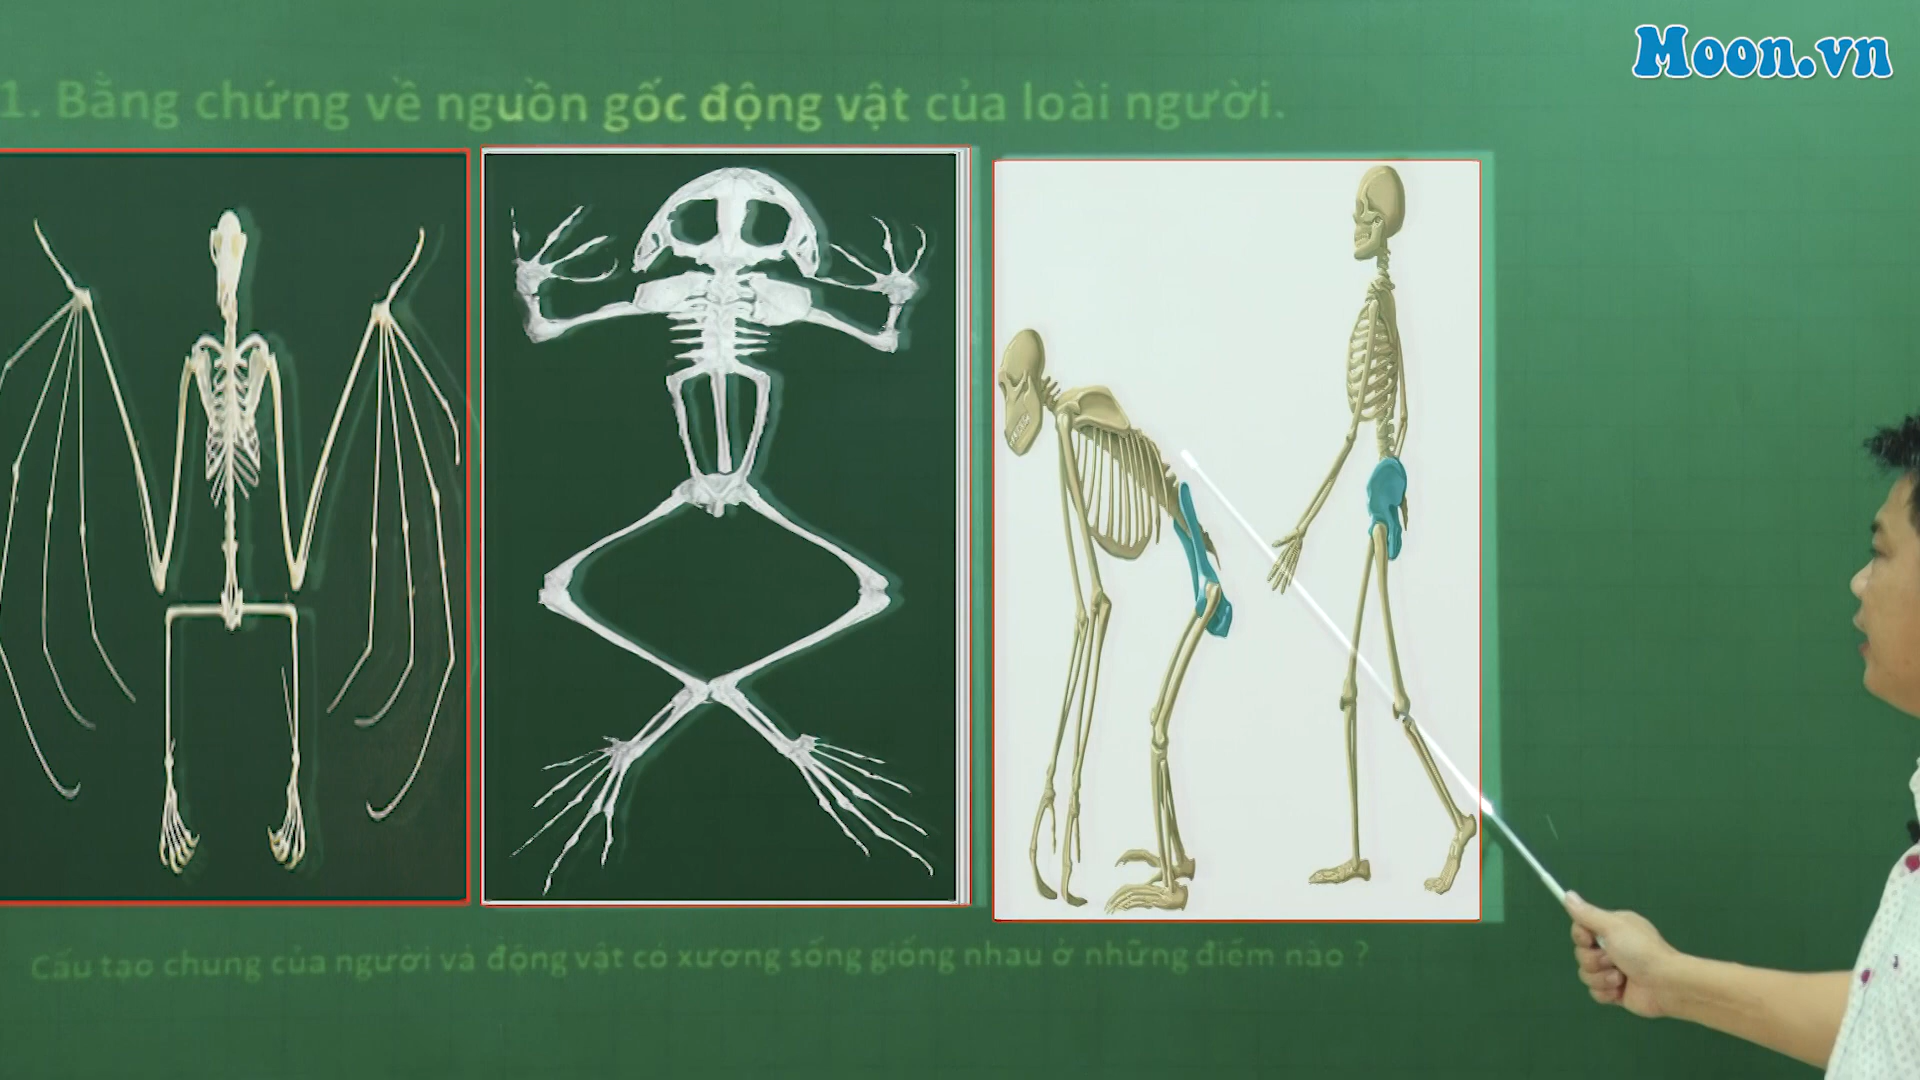 Moon.vn
1. Bằng chứng về nguồn gốc động vật của loài người.
Cấu tạo chung của người và động vật có xương sống giống nhau ở những điểm nào ?